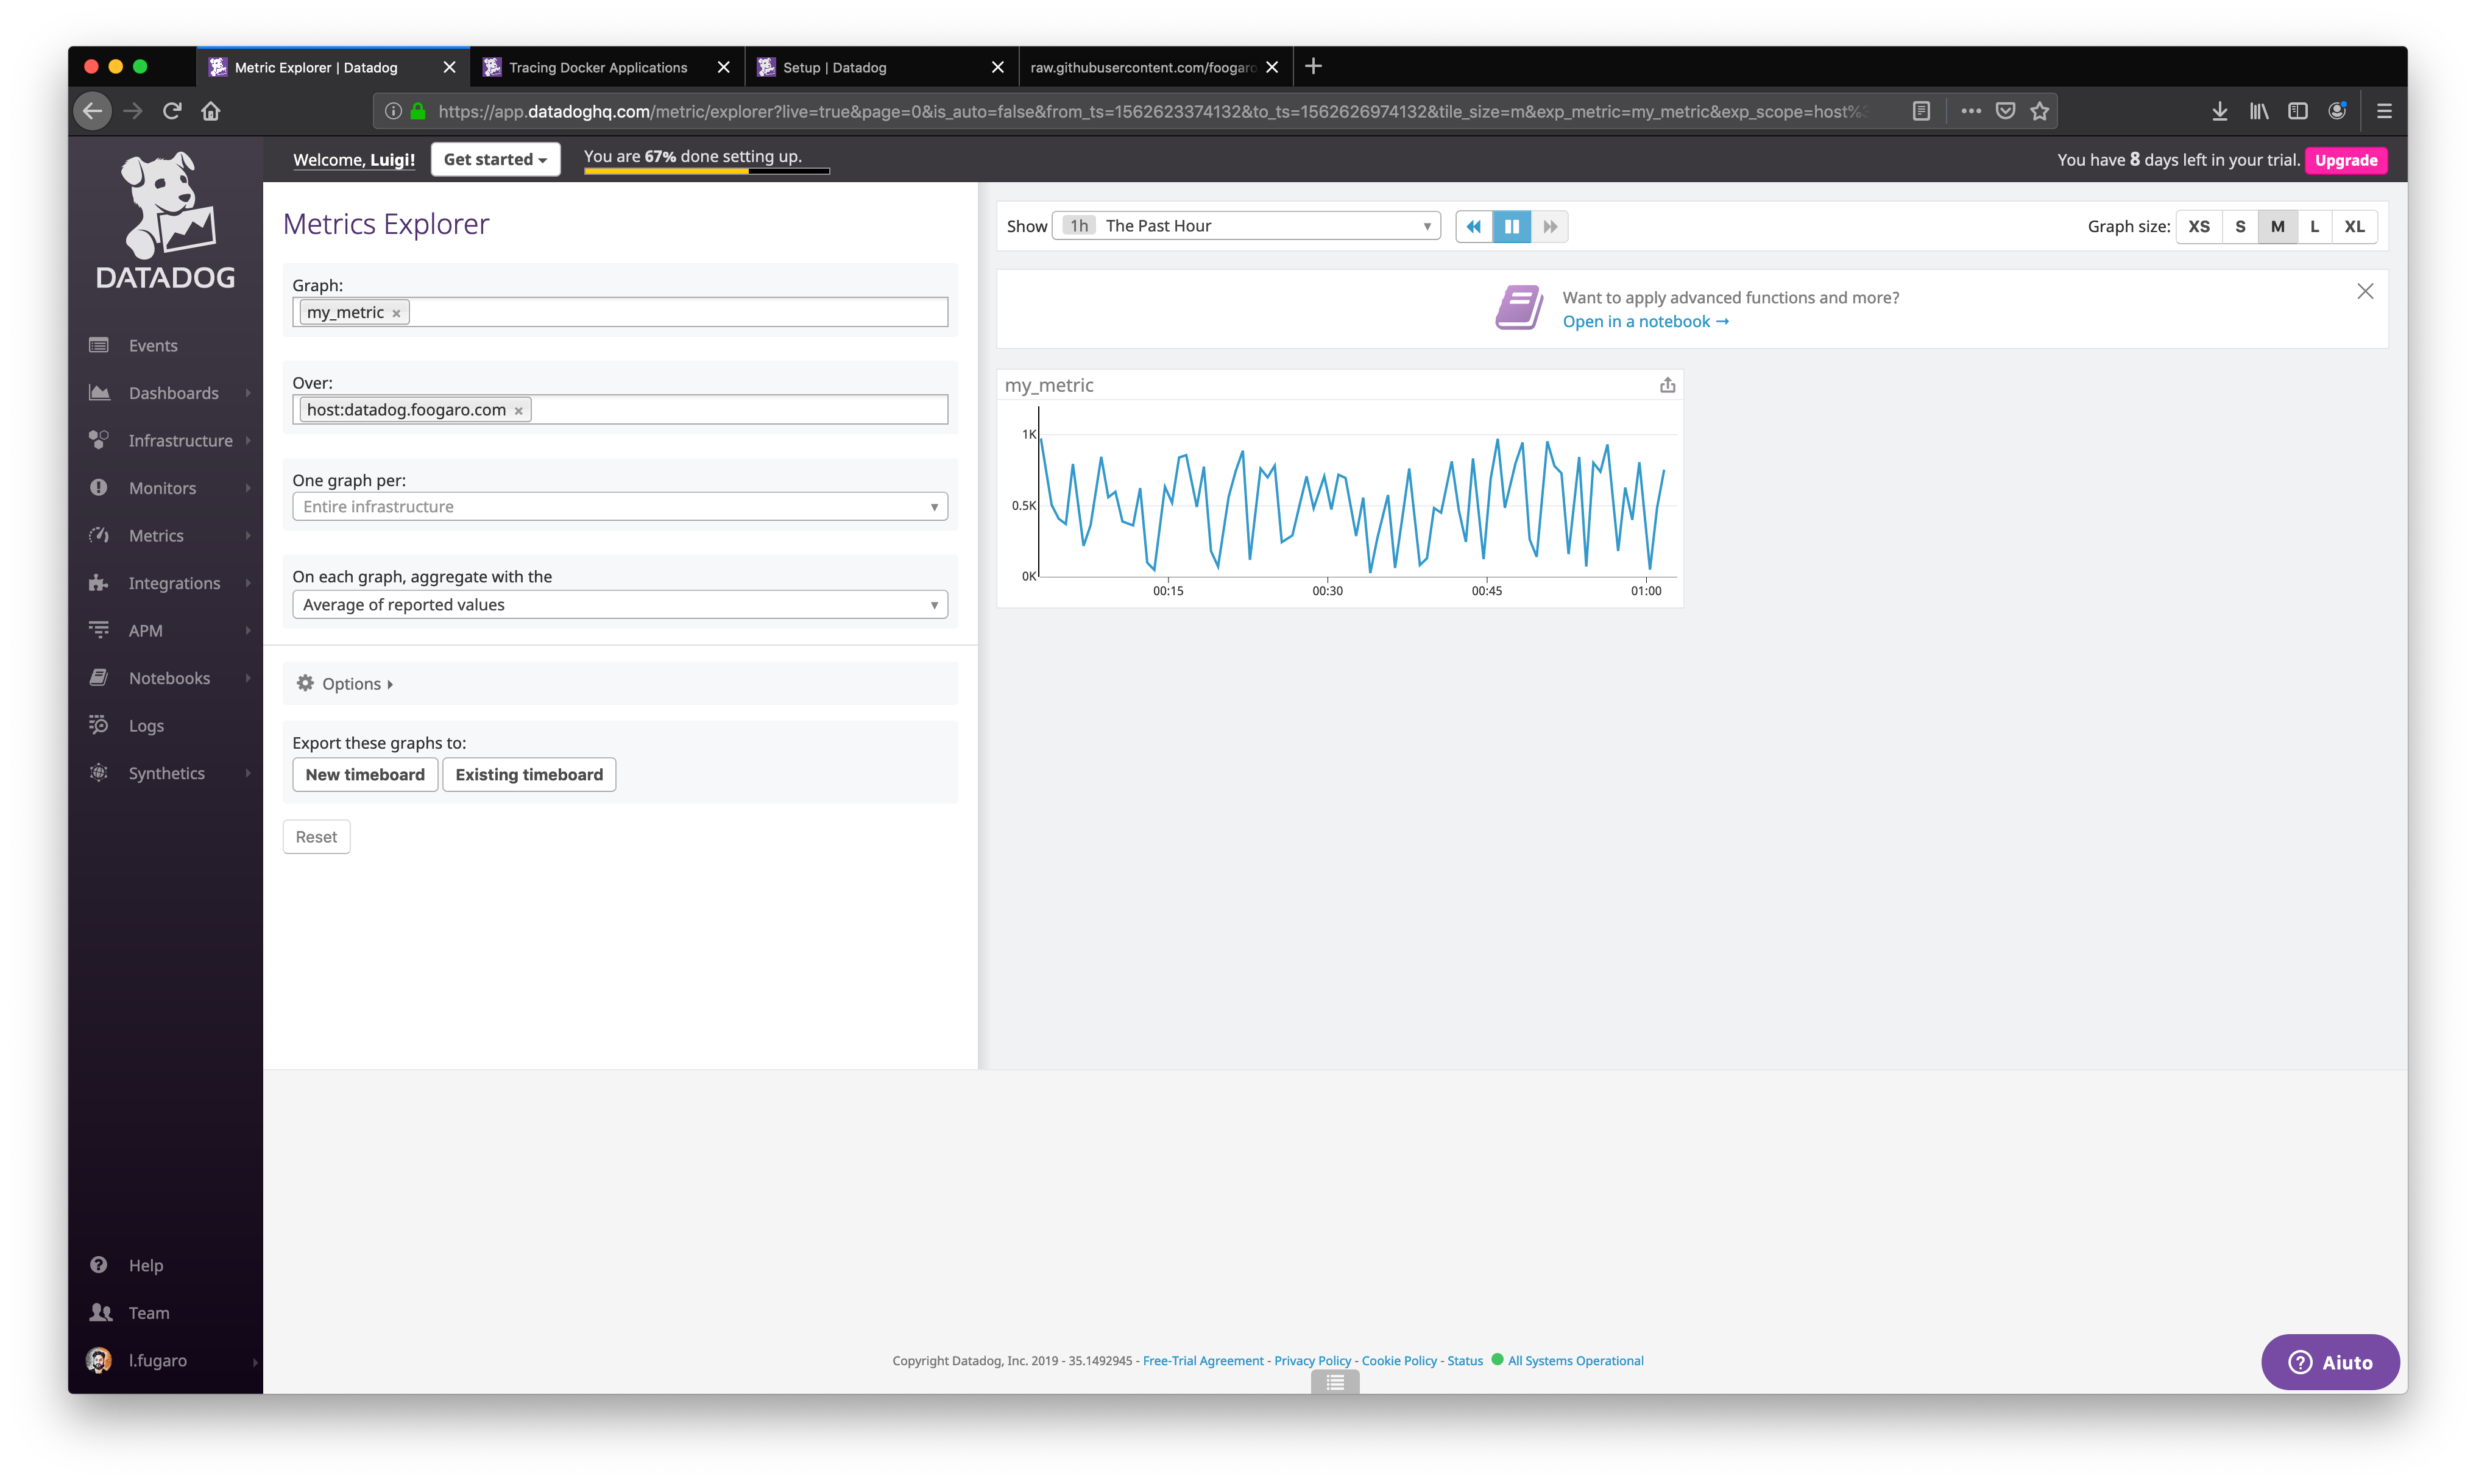 Metric Explorer | Datadog
Tracing Docker Applications
Setup | Datadog
raw.githubusercontent.com/foogaro
https://app.datadoghq.com/metric/explorer?live=true&page=0&is_auto=false&from_ts=1562623374132&to_ts=1562626974132&tile_size=m&exp_metric=my_metric&exp_scope=host%
Welcome, Luigi!
Get started
You are 67% done setting up.
You have 8 days left in your trial.
Upgrade
DATADOG
Events
Dashboards
Infrastructure
Monitors
Metrics
Integrations
APM
Notebooks
Logs
Synthetics
Help
Team
l.fugaro
Metrics Explorer
Graph:
my_metric ×
Over:
host:datadog.foogaro.com ×
One graph per:
Entire infrastructure
On each graph, aggregate with the
Average of reported values
Options
Export these graphs to:
New timeboard
Existing timeboard
Reset
Show
1h The Past Hour
Graph size:
XS S M L XL
Want to apply advanced functions and more?
Open in a notebook →
my_metric
1K
0.5K
0K
00:15 00:30 00:45 01:00
Copyright Datadog, Inc. 2019 - 35.1492945 - Free-Trial Agreement - Privacy Policy - Cookie Policy - Status All Systems Operational
Aiuto